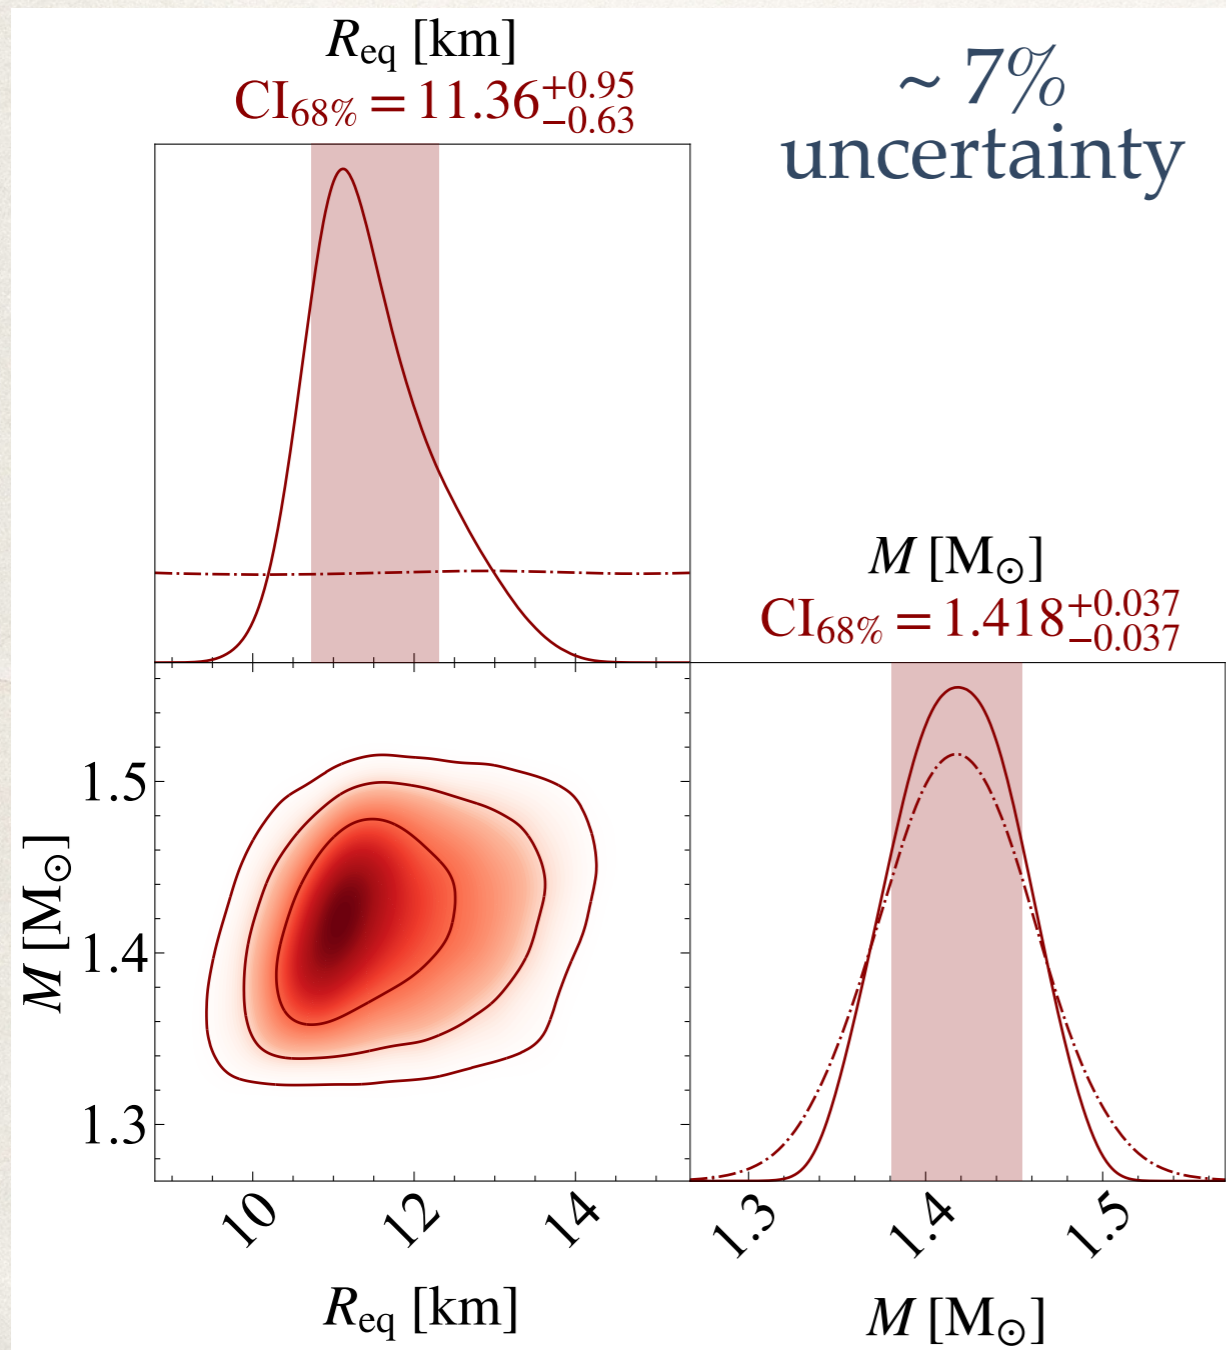 R_eq [km]
CI_68% = 11.36 +0.95 −0.63
~ 7%
uncertainty
M [M_⊙]
CI_68% = 1.418 +0.037 −0.037
1.5
1.4
1.3
M [M_⊙]
10 12 14
R_eq [km]
1.3 1.4 1.5
M [M_⊙]